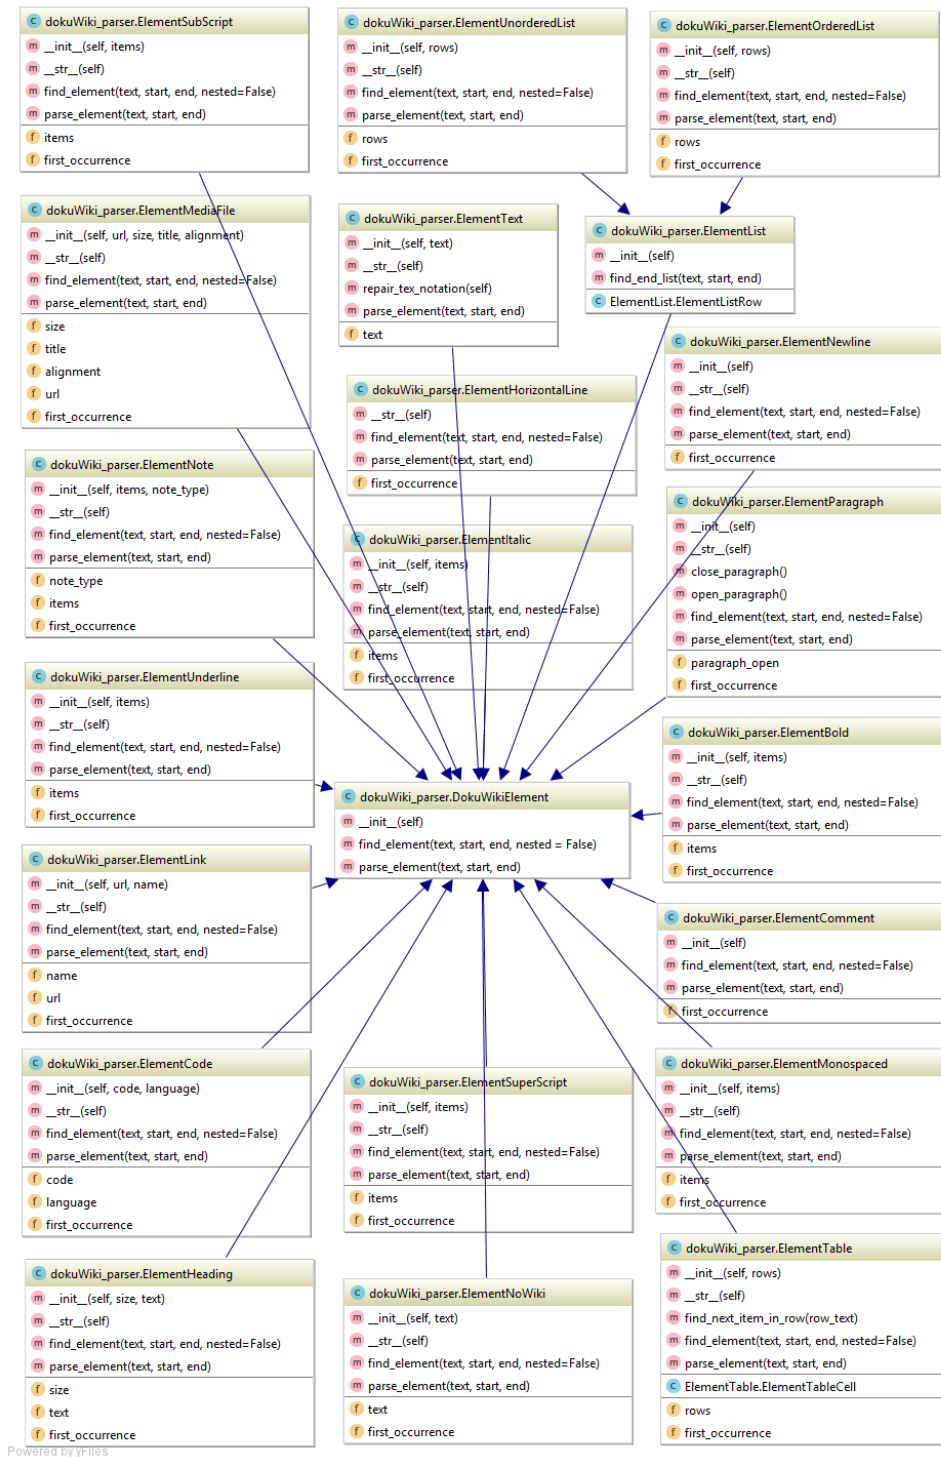 dokuWiki_parser.ElementSubScript
__init__(self, items)
__str__(self)
find_element(text, start, end, nested=False)
parse_element(text, start, end)
items
first_occurrence
dokuWiki_parser.ElementUnorderedList
__init__(self, rows)
__str__(self)
find_element(text, start, end, nested=False)
parse_element(text, start, end)
rows
first_occurrence
dokuWiki_parser.ElementOrderedList
__init__(self, rows)
__str__(self)
find_element(text, start, end, nested=False)
parse_element(text, start, end)
rows
first_occurrence
dokuWiki_parser.ElementMediaFile
__init__(self, url, size, title, alignment)
__str__(self)
find_element(text, start, end, nested=False)
parse_element(text, start, end)
size
title
alignment
url
first_occurrence
dokuWiki_parser.ElementText
__init__(self, text)
__str__(self)
repair_tex_notation(self)
parse_element(text, start, end)
text
dokuWiki_parser.ElementList
__init__(self)
find_end_list(text, start, end)
ElementList.ElementListRow
dokuWiki_parser.ElementNewline
__init__(self)
__str__(self)
find_element(text, start, end, nested=False)
parse_element(text, start, end)
first_occurrence
dokuWiki_parser.ElementHorizontalLine
__str__(self)
find_element(text, start, end, nested=False)
parse_element(text, start, end)
first_occurrence
dokuWiki_parser.ElementNote
__init__(self, items, note_type)
__str__(self)
find_element(text, start, end, nested=False)
parse_element(text, start, end)
note_type
items
first_occurrence
dokuWiki_parser.ElementItalic
__init__(self, items)
__str__(self)
find_element(text, start, end, nested=False)
parse_element(text, start, end)
items
first_occurrence
dokuWiki_parser.ElementParagraph
__init__(self)
__str__(self)
close_paragraph()
open_paragraph()
find_element(text, start, end, nested=False)
parse_element(text, start, end)
paragraph_open
first_occurrence
dokuWiki_parser.ElementUnderline
__init__(self, items)
__str__(self)
find_element(text, start, end, nested=False)
parse_element(text, start, end)
items
first_occurrence
dokuWiki_parser.DokuWikiElement
__init__(self)
find_element(text, start, end, nested = False)
parse_element(text, start, end)
dokuWiki_parser.ElementBold
__init__(self, items)
__str__(self)
find_element(text, start, end, nested=False)
parse_element(text, start, end)
items
first_occurrence
dokuWiki_parser.ElementLink
__init__(self, url, name)
__str__(self)
find_element(text, start, end, nested=False)
parse_element(text, start, end)
name
url
first_occurrence
dokuWiki_parser.ElementComment
__init__(self)
find_element(text, start, end, nested=False)
parse_element(text, start, end)
first_occurrence
dokuWiki_parser.ElementCode
__init__(self, code, language)
__str__(self)
find_element(text, start, end, nested=False)
parse_element(text, start, end)
code
language
first_occurrence
dokuWiki_parser.ElementSuperScript
__init__(self, items)
__str__(self)
find_element(text, start, end, nested=False)
parse_element(text, start, end)
items
first_occurrence
dokuWiki_parser.ElementMonospaced
__init__(self, items)
__str__(self)
find_element(text, start, end, nested=False)
parse_element(text, start, end)
items
first_occurrence
dokuWiki_parser.ElementHeading
__init__(self, size, text)
__str__(self)
find_element(text, start, end, nested=False)
parse_element(text, start, end)
size
text
first_occurrence
dokuWiki_parser.ElementNoWiki
__init__(self, text)
__str__(self)
find_element(text, start, end, nested=False)
parse_element(text, start, end)
text
first_occurrence
dokuWiki_parser.ElementTable
__init__(self, rows)
__str__(self)
find_next_item_in_row(row_text)
find_element(text, start, end, nested=False)
parse_element(text, start, end)
ElementTable.ElementTableCell
rows
first_occurrence
Powered by yFiles